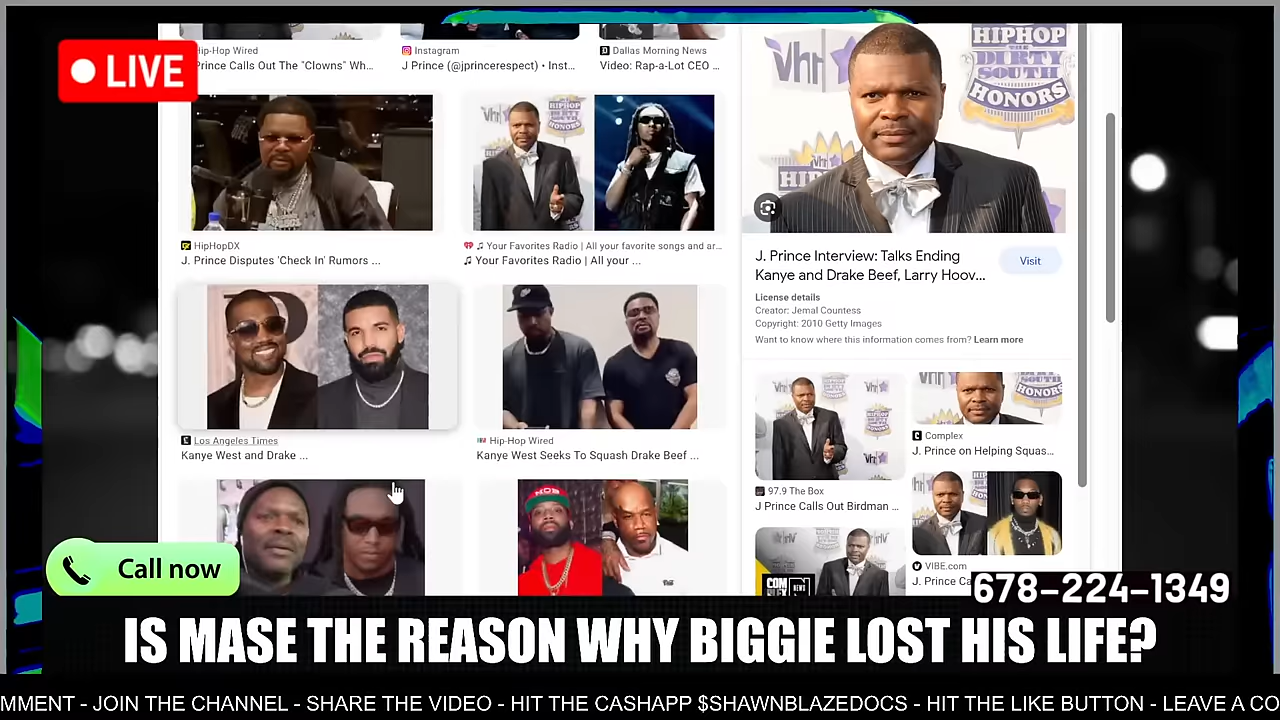 LIVE
Hip-Hop Wired
Prince Calls Out The "Clowns" Wh...
Instagram
J Prince (@jprincerespect) • Inst...
Dallas Morning News
Video: Rap-a-Lot CEO ...
HipHopDX
J. Prince Disputes 'Check In' Rumors ...
♫ Your Favorites Radio | All your favorite songs and ar...
♫ Your Favorites Radio | All your ...
Los Angeles Times
Kanye West and Drake ...
Hip-Hop Wired
Kanye West Seeks To Squash Drake Beef ...
Vh1
HIPHOP
THE
DIRTY
SOUTH
HONORS
J. Prince Interview: Talks Ending
Kanye and Drake Beef, Larry Hoov...
Visit
License details
Creator: Jemal Countess
Copyright: 2010 Getty Images
Want to know where this information comes from? Learn more
97.9 The Box
J Prince Calls Out Birdman ...
Complex
J. Prince on Helping Squas...
VIBE.com
J. Prince Ca
Call now
678-224-1349
IS MASE THE REASON WHY BIGGIE LOST HIS LIFE?
MMENT - JOIN THE CHANNEL - SHARE THE VIDEO - HIT THE CASHAPP $SHAWNBLAZEDOCS - HIT THE LIKE BUTTON - LEAVE A CO